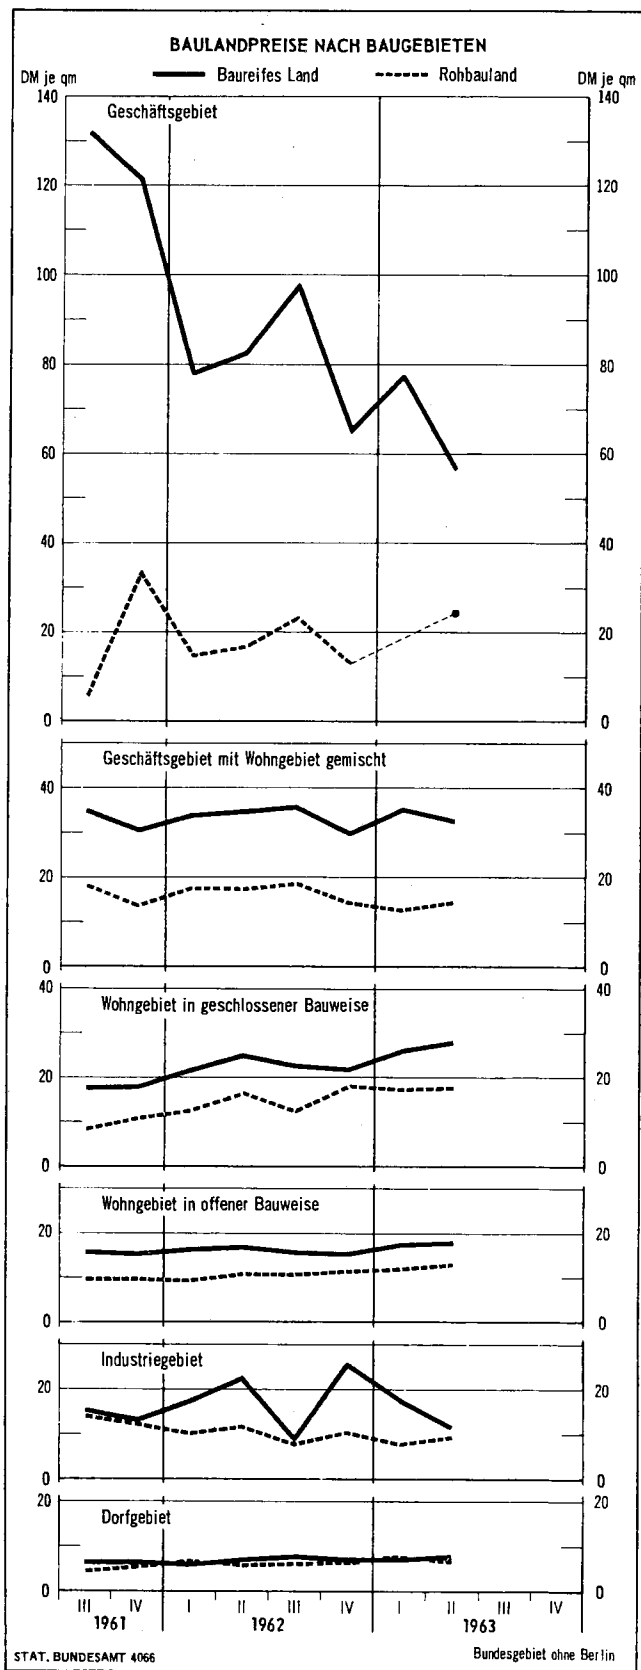 BAULANDPREISE NACH BAUGEBIETEN
DM je qm Baureifes Land Rohbauland DM je qm
Geschäftsgebiet
140 140
120 120
100 100
80 80
60 60
40 40
20 20
0 0
Geschäftsgebiet mit Wohngebiet gemischt
40 40
20 20
0 0
Wohngebiet in geschlossener Bauweise
40 40
20 20
0 0
Wohngebiet in offener Bauweise
20 20
0 0
Industriegebiet
20 20
0 0
Dorfgebiet
20 20
0 0
III IV I II III IV I II III IV
1961 1962 1963
STAT. BUNDESAMT 4066 Bundesgebiet ohne Berlin